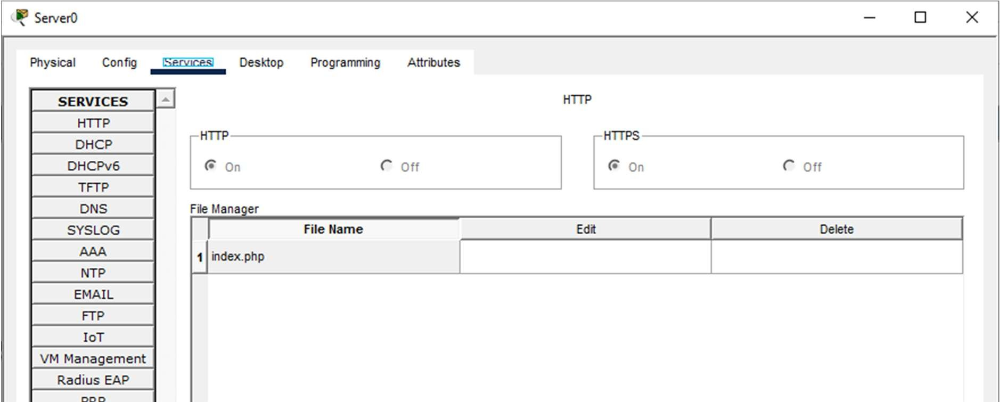 Server0
Physical Config Services Desktop Programming Attributes
SERVICES
HTTP
DHCP
DHCPv6
TFTP
DNS
SYSLOG
AAA
NTP
EMAIL
FTP
IoT
VM Management
Radius EAP
HTTP
HTTP
On Off
HTTPS
On Off
File Manager
File Name Edit Delete
1 index.php